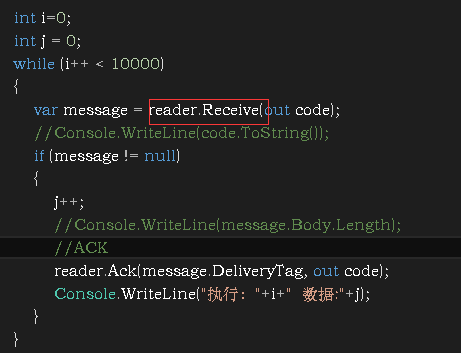 int i=0;
int j = 0;
while (i++ < 10000)
{
var message = reader.Receive(out code);
//Console.WriteLine(code.ToString());
if (message != null)
{
j++;
//Console.WriteLine(message.Body.Length);
//ACK
reader.Ack(message.DeliveryTag, out code);
Console.WriteLine("执行："+i+" 数据:"+j);
}
}